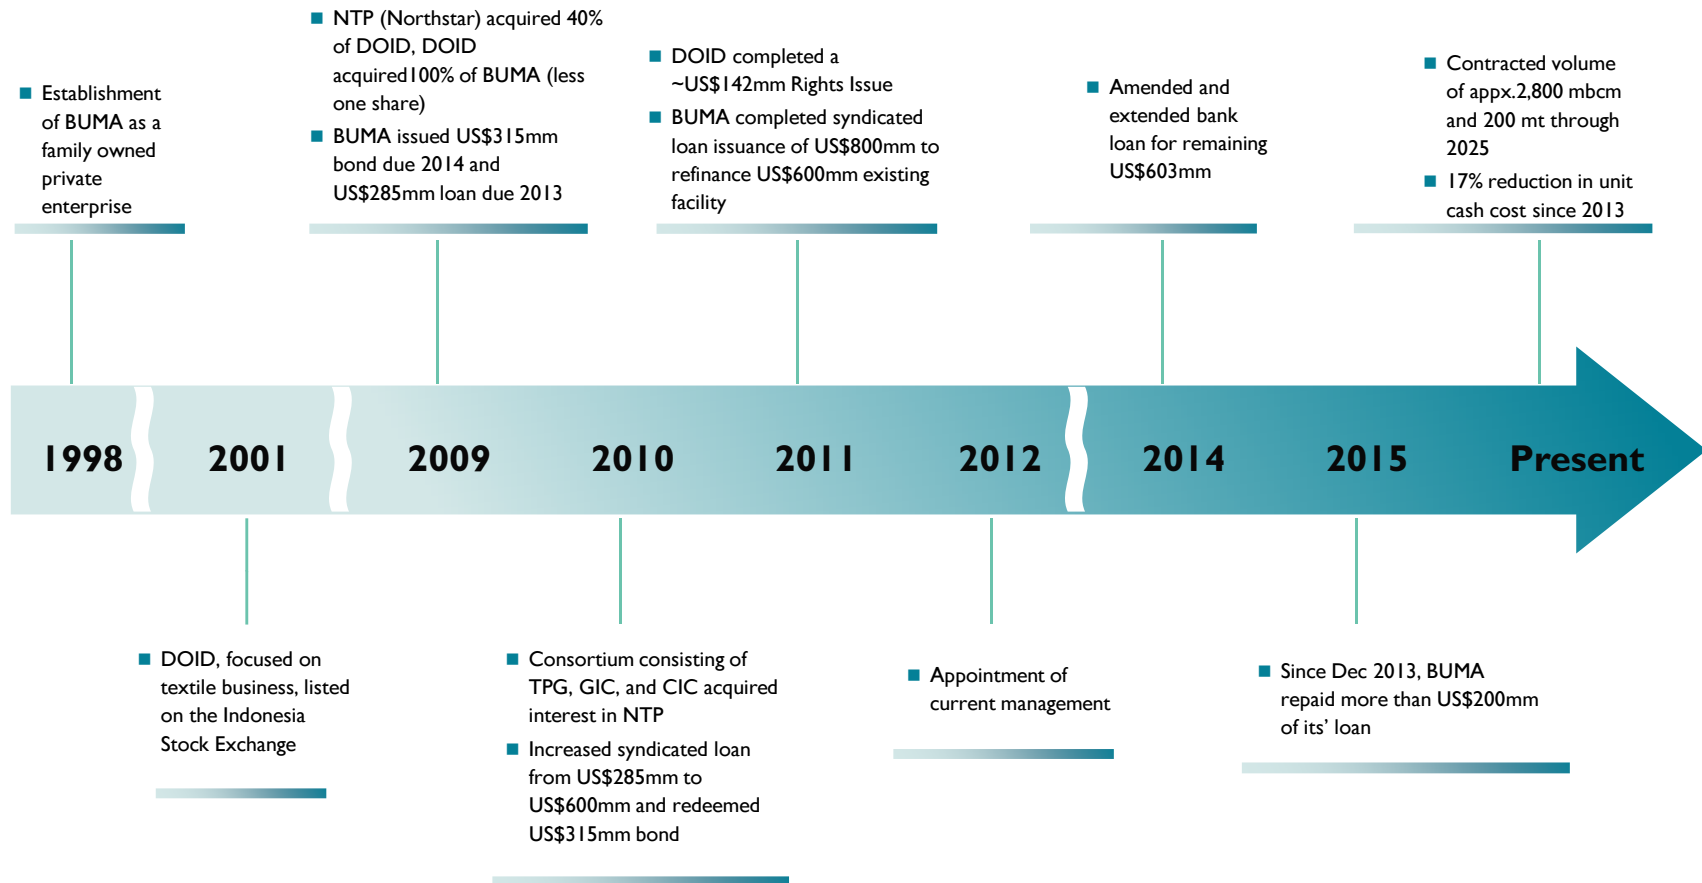 Establishment
of BUMA as a
family owned
private
enterprise
NTP (Northstar) acquired 40%
of DOID, DOID
acquired100% of BUMA (less
one share)
BUMA issued US$315mm
bond due 2014 and
US$285mm loan due 2013
DOID completed a
~US$142mm Rights Issue
BUMA completed syndicated
loan issuance of US$800mm to
refinance US$600mm existing
facility
Amended and
extended bank
loan for remaining
US$603mm
Contracted volume
of appx.2,800 mbcm
and 200 mt through
2025
17% reduction in unit
cash cost since 2013
1998
2001
2009
2010
2011
2012
2014
2015
Present
DOID, focused on
textile business, listed
on the Indonesia
Stock Exchange
Consortium consisting of
TPG, GIC, and CIC acquired
interest in NTP
Increased syndicated loan
from US$285mm to
US$600mm and redeemed
US$315mm bond
Appointment of
current management
Since Dec 2013, BUMA
repaid more than US$200mm
of its’ loan